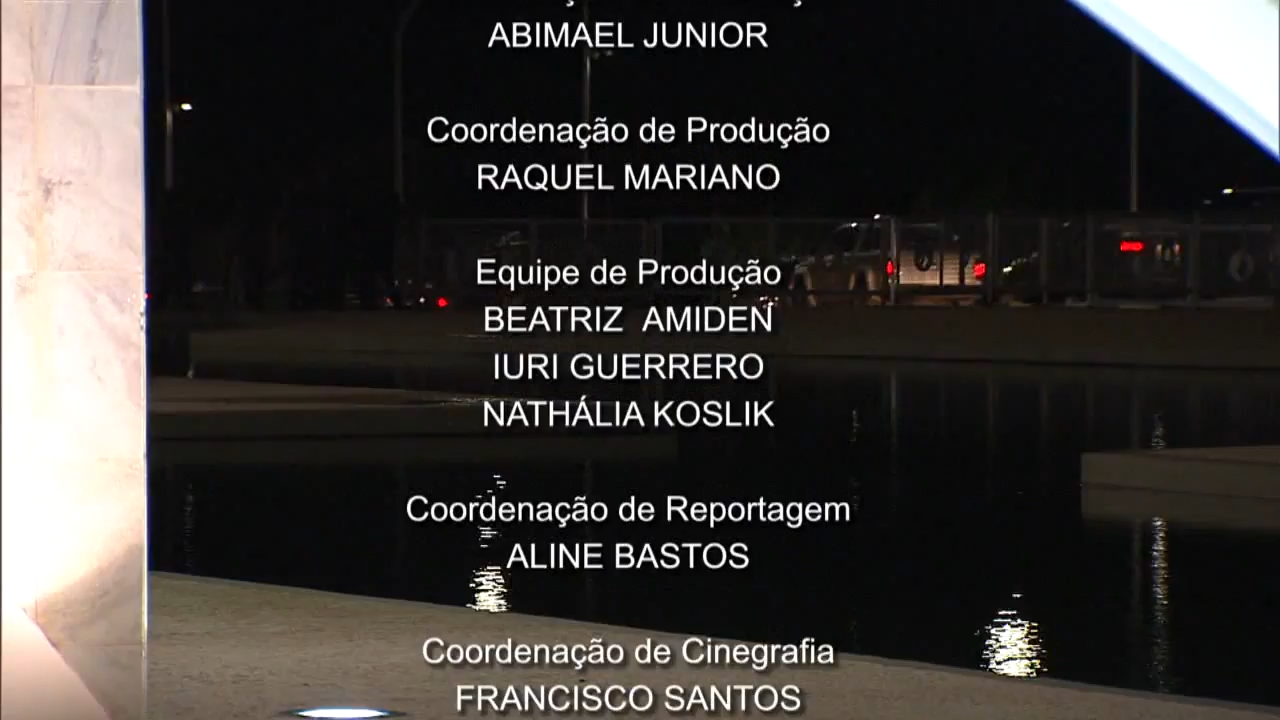 ABIMAEL JUNIOR
Coordenação de Produção
RAQUEL MARIANO
Equipe de Produção
BEATRIZ AMIDEN
IURI GUERRERO
NATHÁLIA KOSLIK
Coordenação de Reportagem
ALINE BASTOS
Coordenação de Cinegrafia
FRANCISCO SANTOS